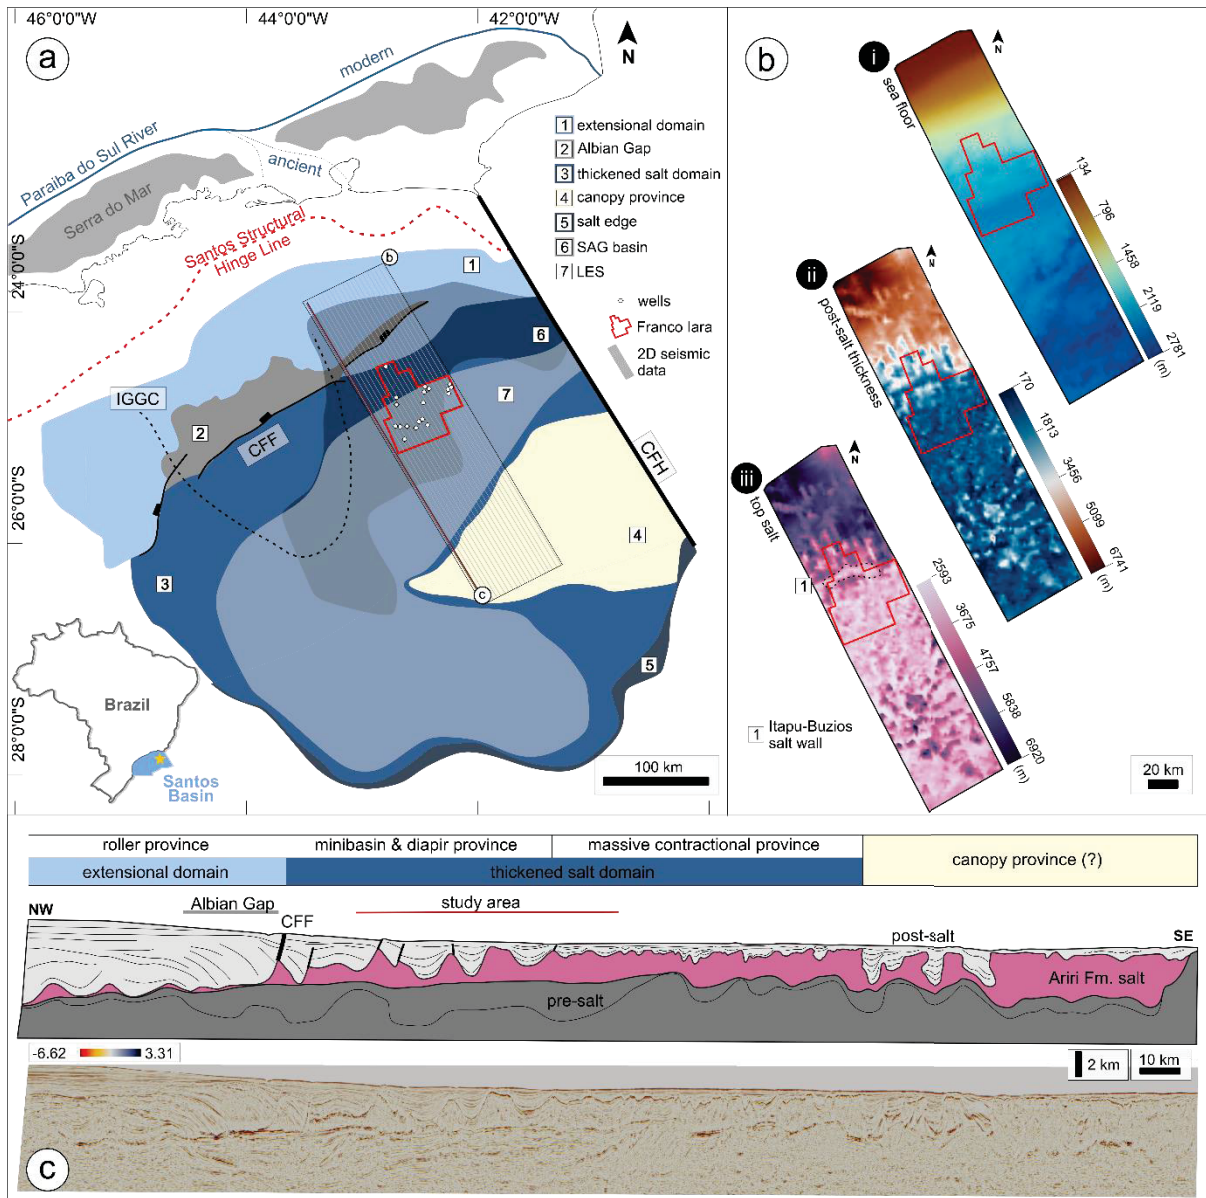 46°0'0"W
44°0'0"W
42°0'0"W
24°0'0"S
26°0'0"S
28°0'0"S
a
N
modern
Paraiba do Sul River
ancient
Serra do Mar
Santos Structural
Hinge Line
1 extensional domain
2 Albian Gap
3 thickened salt domain
4 canopy province
5 salt edge
6 SAG basin
7 LES
wells
Franco Iara
2D seismic
data
b
1
6
7
IGGC
2
CFF
CFH
4
3
c
5
Brazil
Santos
Basin
100 km
b
i
N
sea floor
134
796
1458
2119
2781
(m)
ii
N
post-salt thickness
170
1813
3456
5099
6741
(m)
iii
N
top salt
1
2593
3675
4757
5838
6920
(m)
1 Itapu-Buzios
salt wall
20 km
roller province
minibasin & diapir province
massive contractional province
canopy province (?)
extensional domain
thickened salt domain
NW
Albian Gap
CFF
study area
post-salt
SE
Ariri Fm. salt
pre-salt
-6.62
3.31
2 km
10 km
c